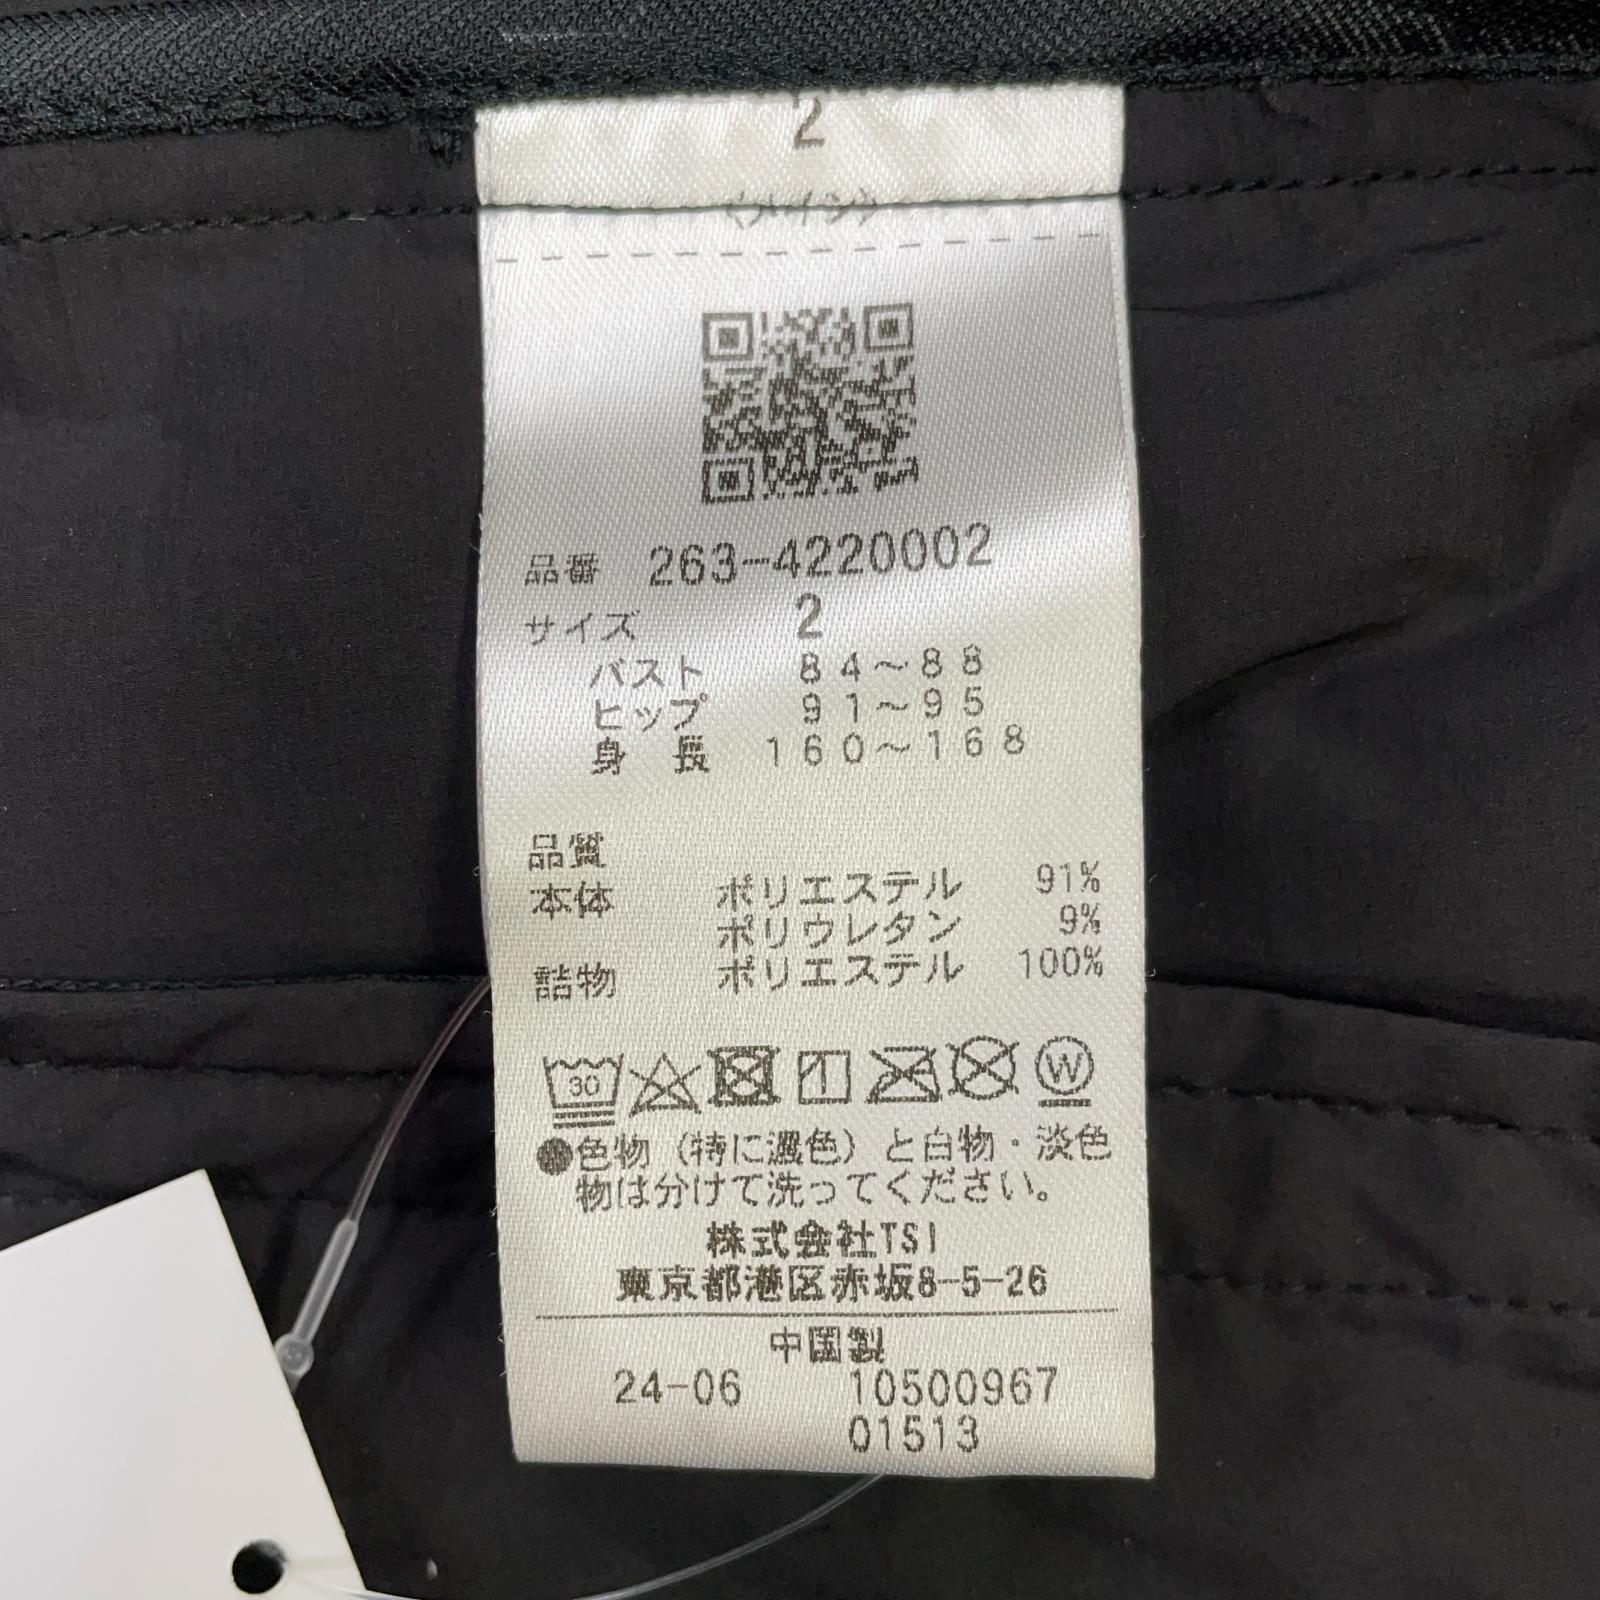 2
〈メイン〉
品番 263-4220002
サイズ 2
バスト 84〜88
ヒップ 91〜95
身長 160〜168
品質
本体 ポリエステル 91%
ポリウレタン 9%
詰物 ポリエステル 100%
30 W
●色物（特に濃色）と白物・淡色
物は分けて洗ってください。
株式会社TSI
東京都港区赤坂8-5-26
中国製
24-06 10500967
01513